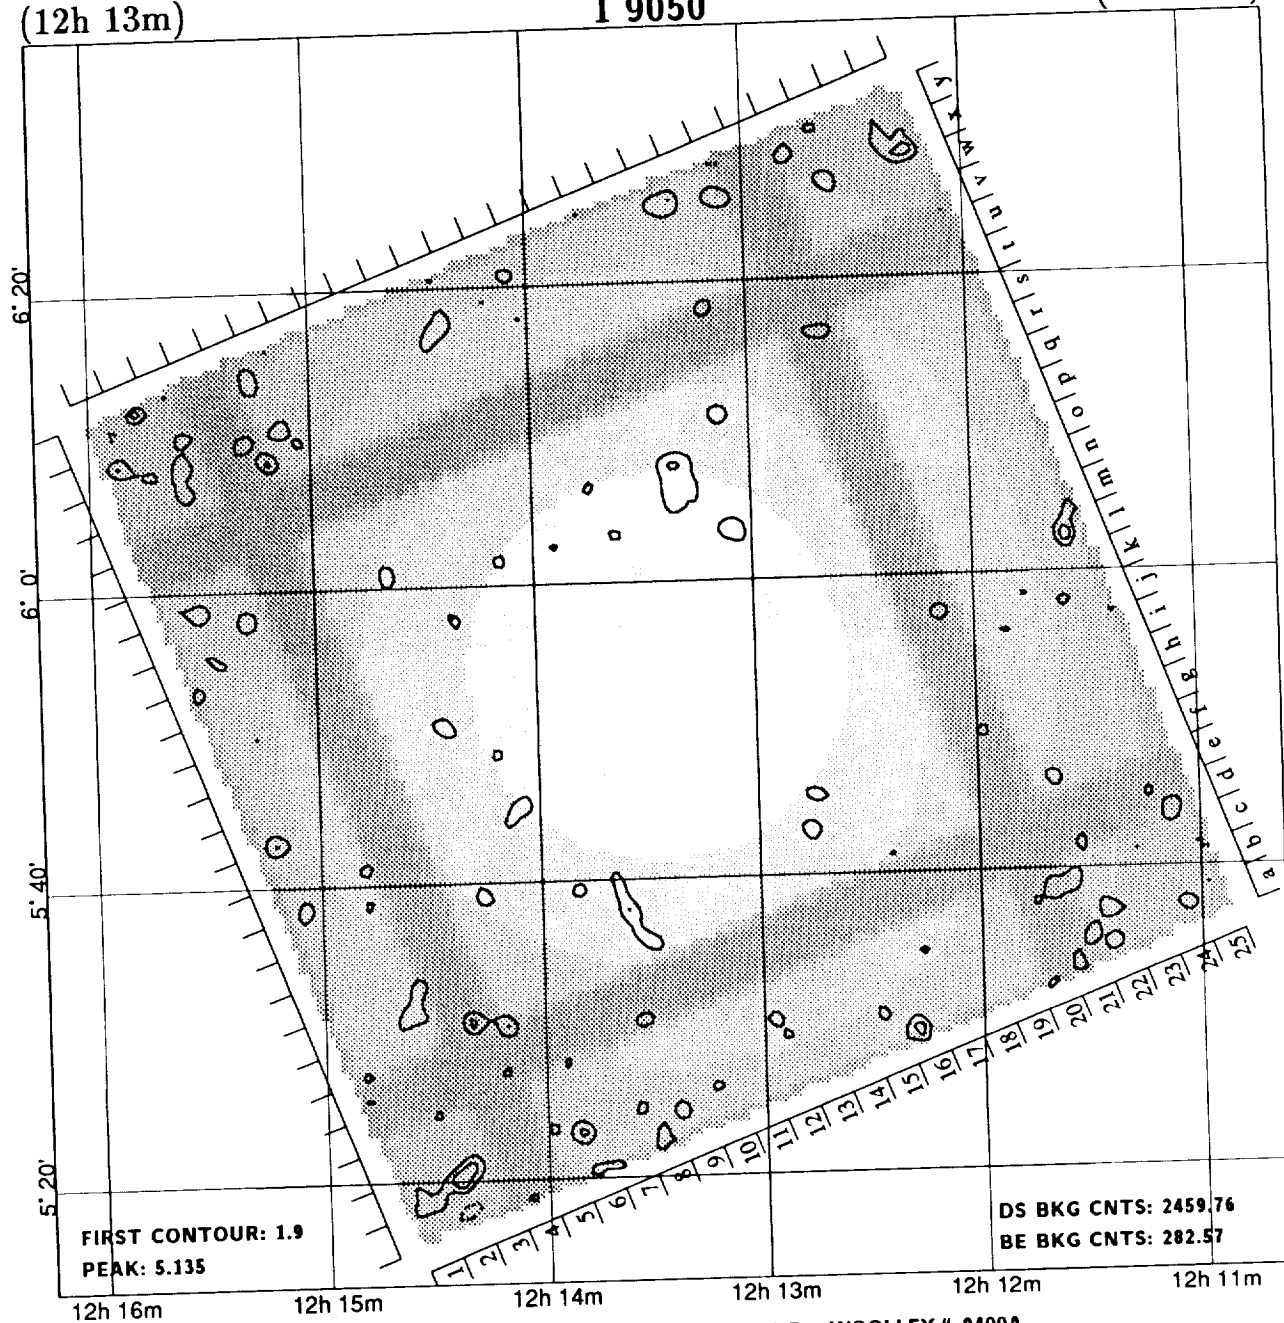 (12h 13m)
I 9050
y
x
w
v
u
t
s
r
q
p
o
n
m
l
k
j
i
h
g
f
e
d
c
b
a
6° 20'
6° 0'
5° 40'
5° 20'
1 2 3 4 5 6 7 8 9 10 11 12 13 14 15 16 17 18 19 20 21 22 23 24 25
FIRST CONTOUR: 1.9
PEAK: 5.135
DS BKG CNTS: 2459.76
BE BKG CNTS: 282.57
12h 16m 12h 15m 12h 14m 12h 13m 12h 12m 12h 11m